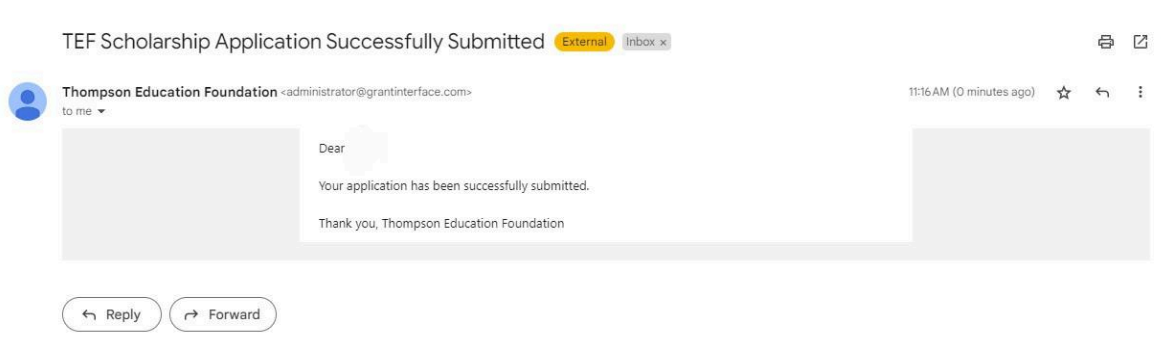 TEF Scholarship Application Successfully Submitted External Inbox ×
Thompson Education Foundation <administrator@grantinterface.com> 11:16 AM (0 minutes ago)
to me
Dear
Your application has been successfully submitted.
Thank you, Thompson Education Foundation
Reply Forward